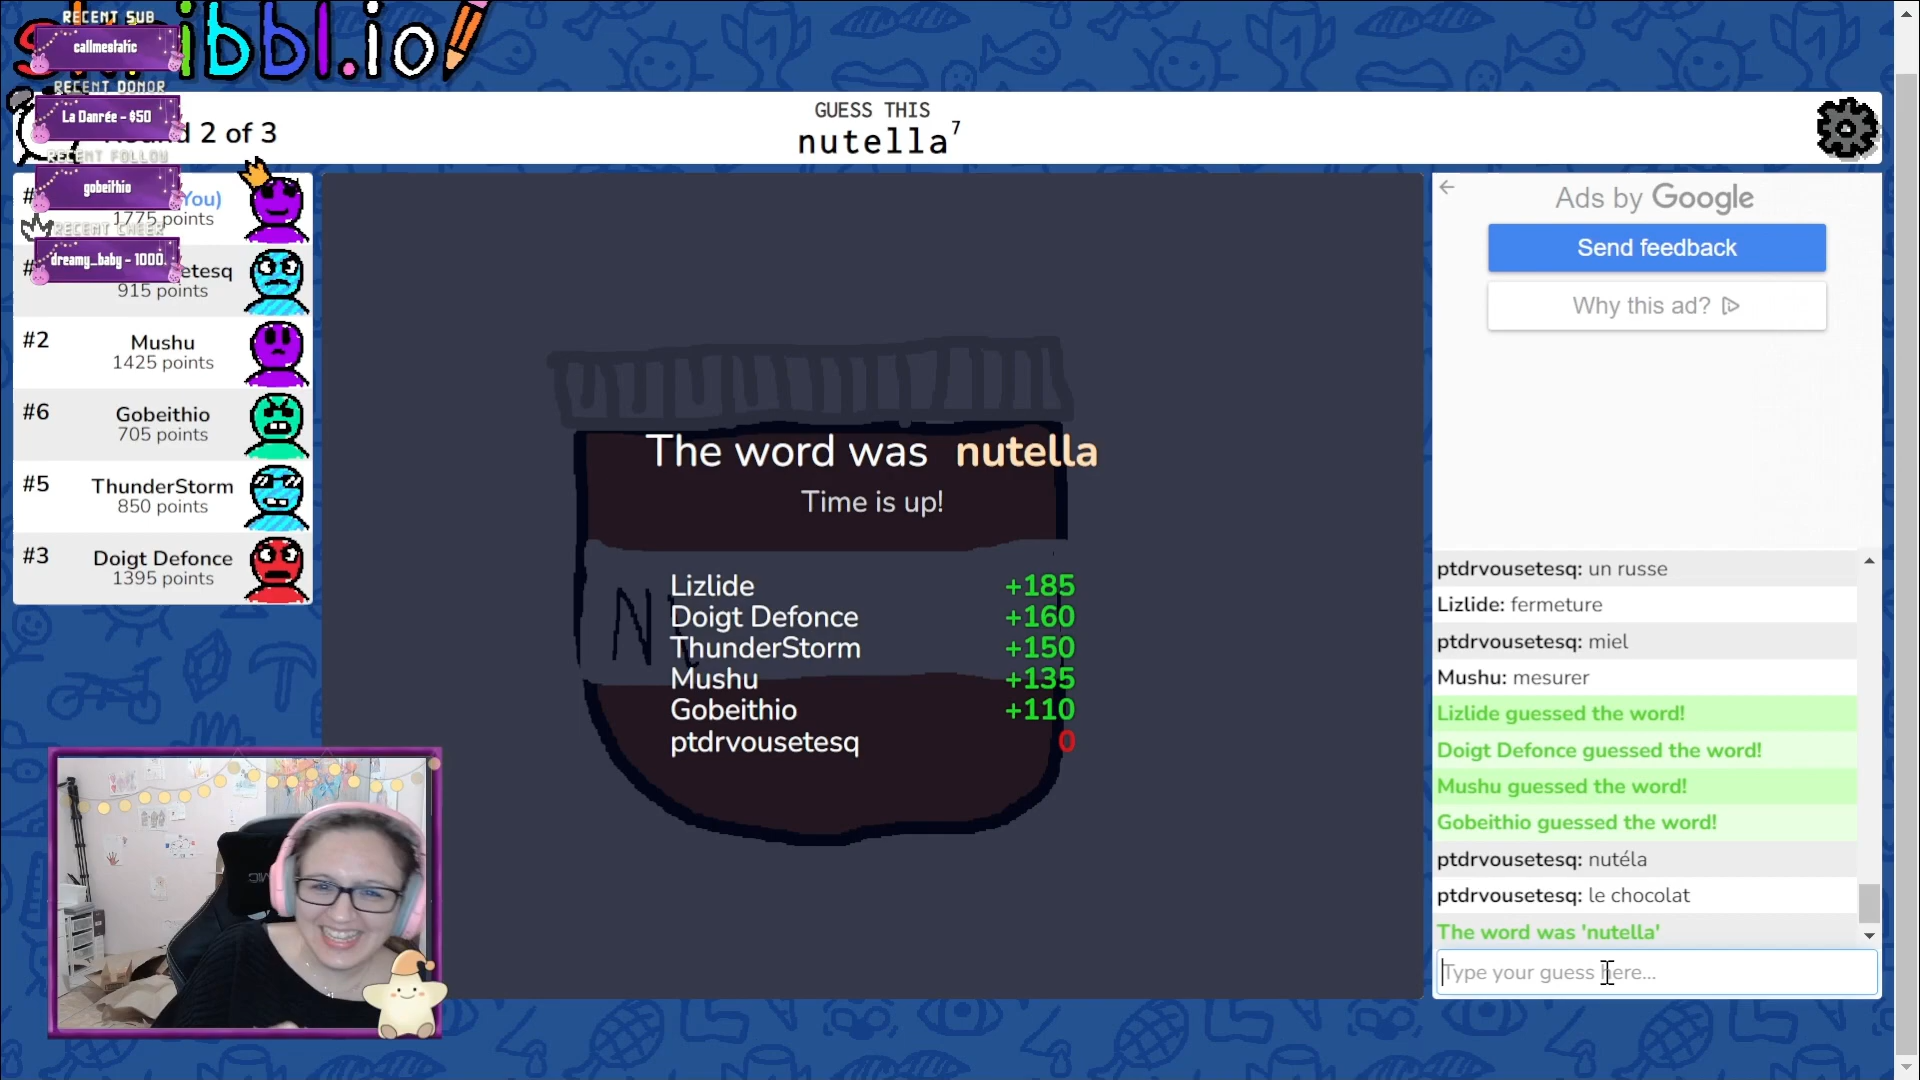 RECENT SUB
callmestatic
ibbl.io
RECENT DONOR
La Danrée - $50
2 of 3
RECENT FOLLOW
gobeithio
RECENT CHEER
dreamy_baby - 1000
GUESS THIS
nutella 7
# You)
1775 points
# etesq
915 points
#2 Mushu
1425 points
#6 Gobeithio
705 points
#5 ThunderStorm
850 points
#3 Doigt Defonce
1395 points
The word was nutella
Time is up!
Lizlide +185
Doigt Defonce +160
ThunderStorm +150
Mushu +135
Gobeithio +110
ptdrvousetesq 0
N
Ads by Google
Send feedback
Why this ad?
ptdrvousetesq: un russe
Lizlide: fermeture
ptdrvousetesq: miel
Mushu: mesurer
Lizlide guessed the word!
Doigt Defonce guessed the word!
Mushu guessed the word!
Gobeithio guessed the word!
ptdrvousetesq: nutéla
ptdrvousetesq: le chocolat
The word was 'nutella'
Type your guess here...